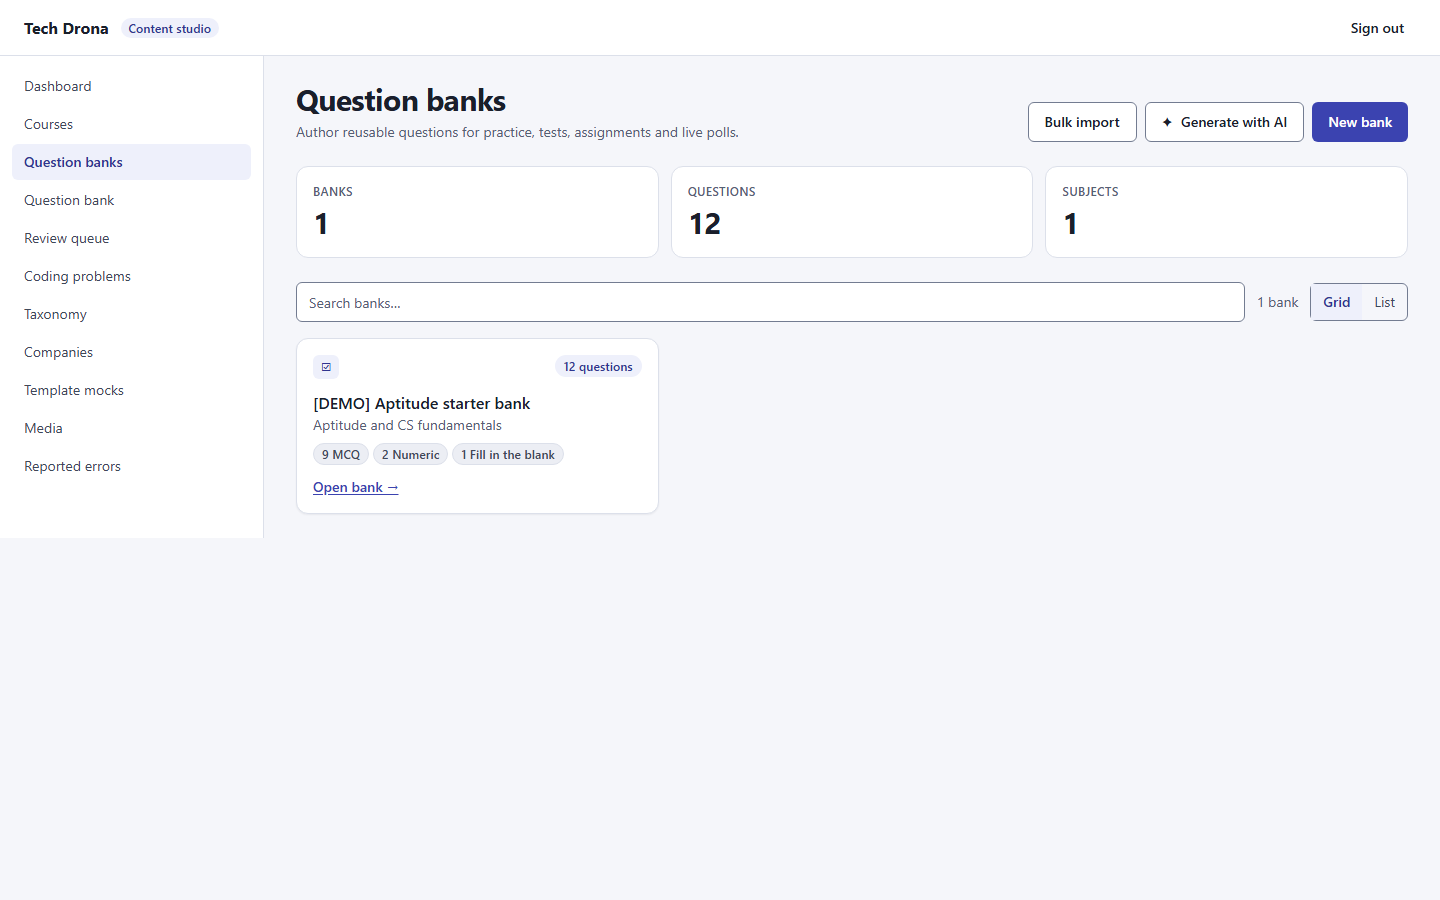 Tech Drona Content studio Sign out
Dashboard
Courses
Question banks
Question bank
Review queue
Coding problems
Taxonomy
Companies
Template mocks
Media
Reported errors
Question banks
Author reusable questions for practice, tests, assignments and live polls.
Bulk import ✦ Generate with AI New bank
BANKS
1
QUESTIONS
12
SUBJECTS
1
Search banks... 1 bank Grid List
12 questions
[DEMO] Aptitude starter bank
Aptitude and CS fundamentals
9 MCQ 2 Numeric 1 Fill in the blank
Open bank →